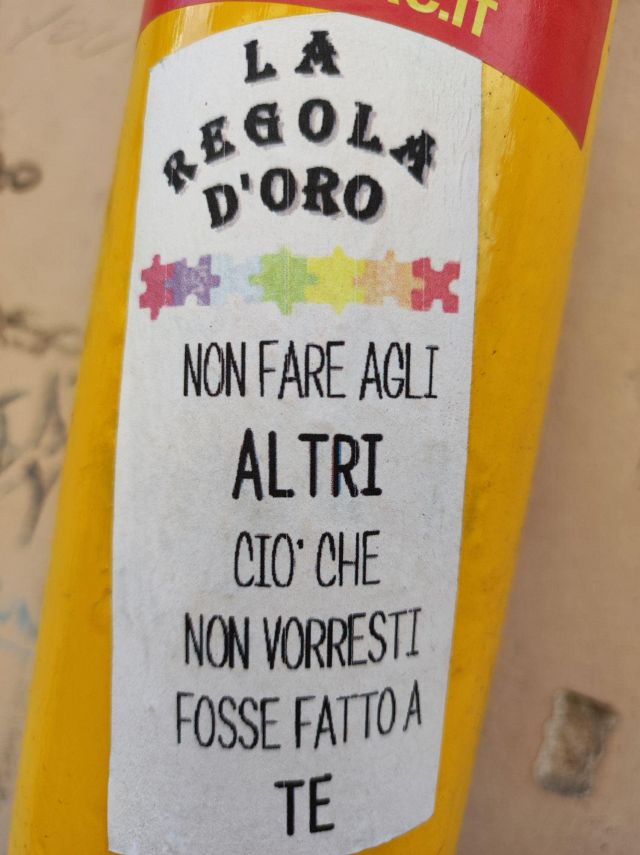 LA
REGOLA
D'ORO
NON FARE AGLI
ALTRI
CIO' CHE
NON VORRESTI
FOSSE FATTO A
TE